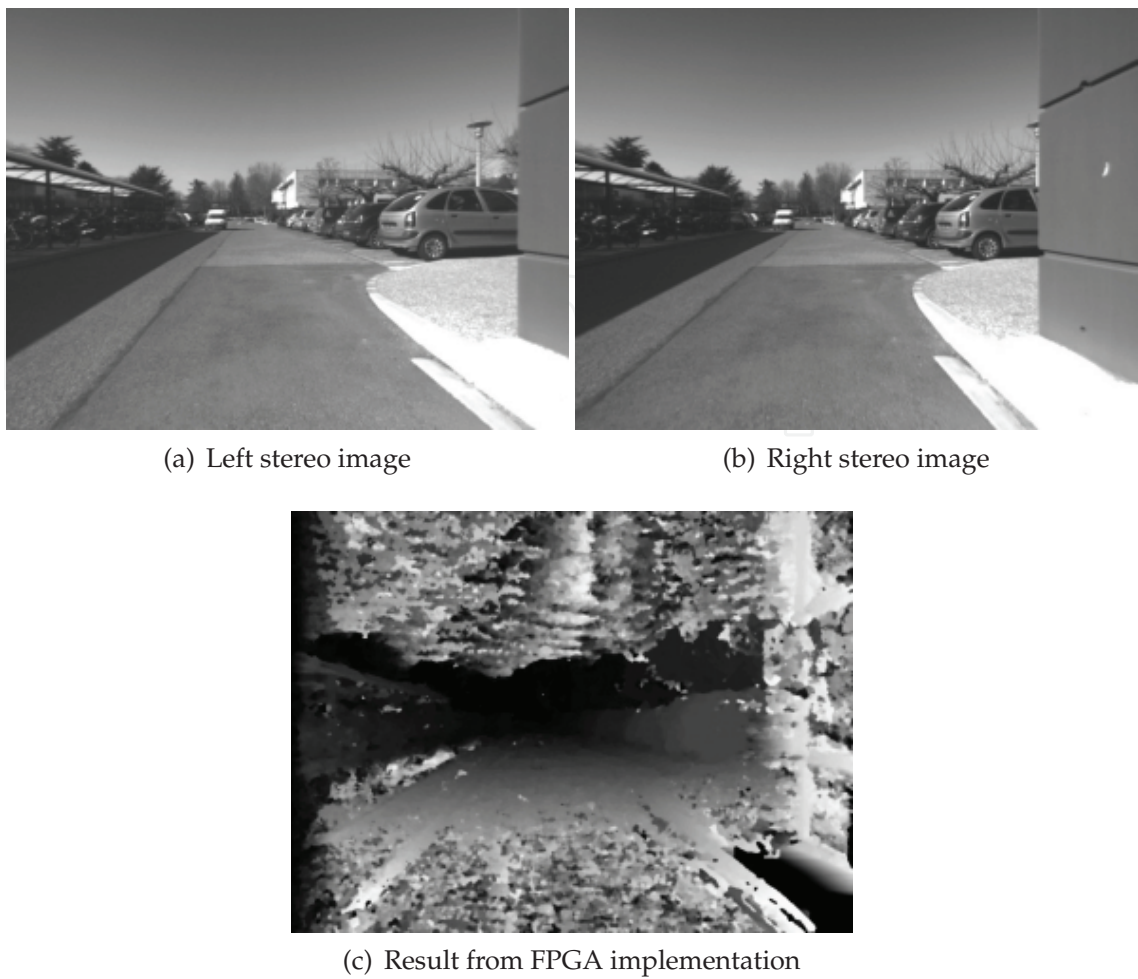 (a) Left stereo image
(b) Right stereo image
(c) Result from FPGA implementation